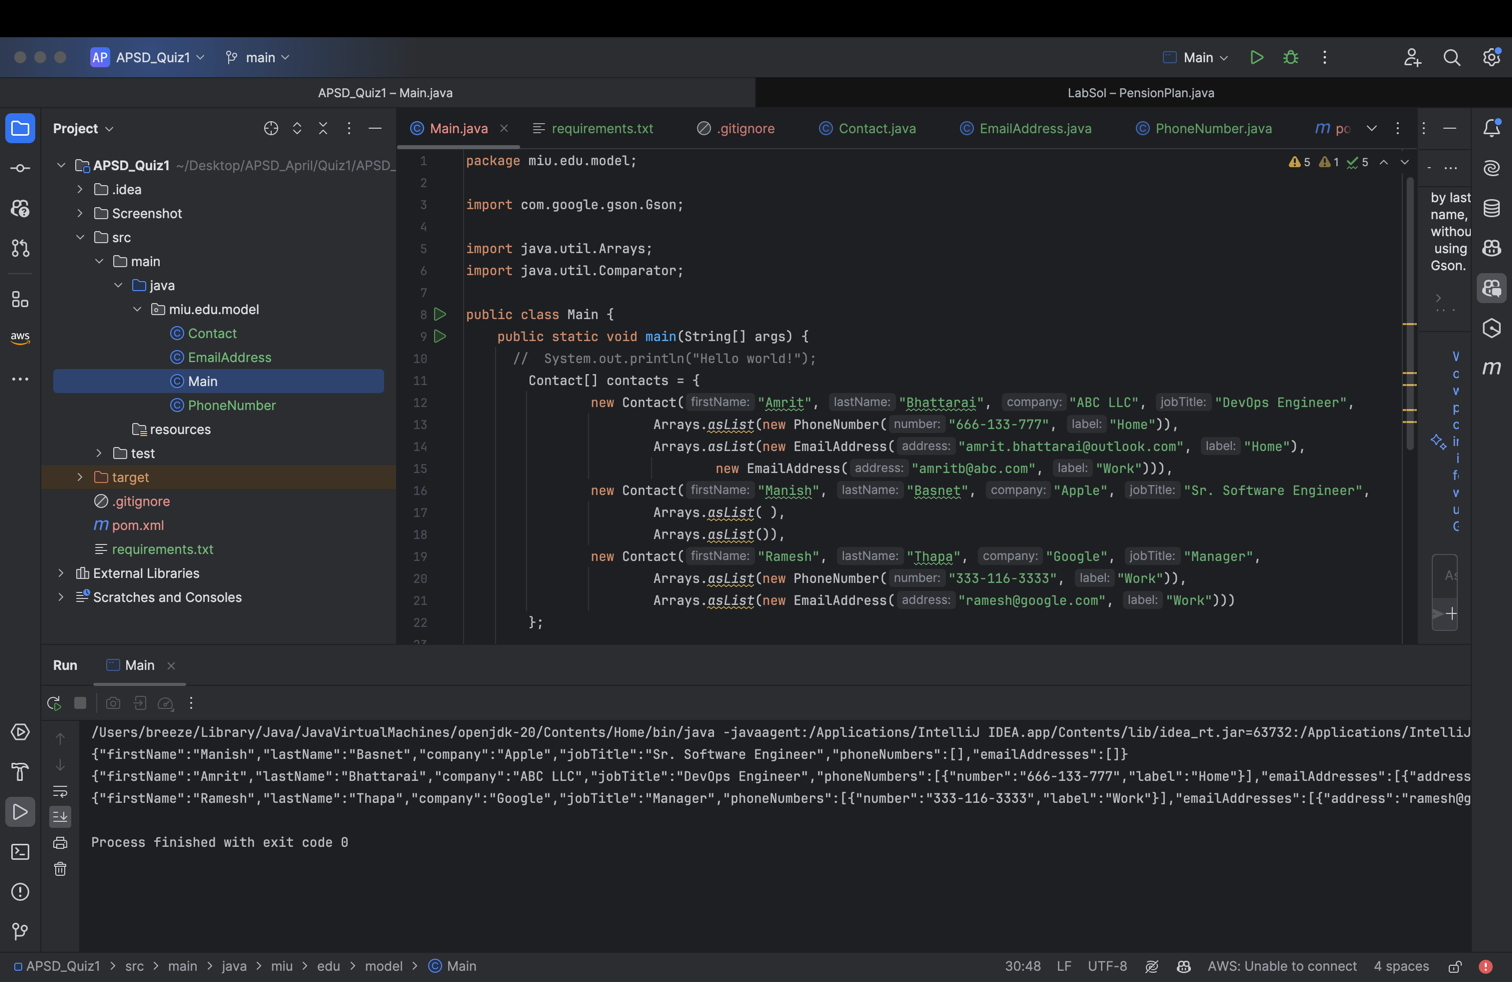 AP APSD_Quiz1 main Main
APSD_Quiz1 – Main.java LabSol – PensionPlan.java
Project
Main.java requirements.txt .gitignore Contact.java EmailAddress.java PhoneNumber.java m po
APSD_Quiz1 ~/Desktop/APSD_April/Quiz1/APSD_
.idea
Screenshot
src
main
java
miu.edu.model
Contact
EmailAddress
Main
PhoneNumber
resources
test
target
.gitignore
m pom.xml
requirements.txt
External Libraries
Scratches and Consoles
aws
5 1 5
1 package miu.edu.model;
2
3 import com.google.gson.Gson;
4
5 import java.util.Arrays;
6 import java.util.Comparator;
7
8 public class Main {
9 public static void main(String[] args) {
10 // System.out.println("Hello world!");
11 Contact[] contacts = {
12 new Contact( firstName: "Amrit", lastName: "Bhattarai", company: "ABC LLC", jobTitle: "DevOps Engineer",
13 Arrays.asList(new PhoneNumber( number: "666-133-777", label: "Home")),
14 Arrays.asList(new EmailAddress( address: "amrit.bhattarai@outlook.com", label: "Home"),
15 new EmailAddress( address: "amritb@abc.com", label: "Work"))),
16 new Contact( firstName: "Manish", lastName: "Basnet", company: "Apple", jobTitle: "Sr. Software Engineer",
17 Arrays.asList( ),
18 Arrays.asList()),
19 new Contact( firstName: "Ramesh", lastName: "Thapa", company: "Google", jobTitle: "Manager",
20 Arrays.asList(new PhoneNumber( number: "333-116-3333", label: "Work")),
21 Arrays.asList(new EmailAddress( address: "ramesh@google.com", label: "Work")))
22 };
by last
name,
withou
using
Gson.
m
Run Main
/Users/breeze/Library/Java/JavaVirtualMachines/openjdk-20/Contents/Home/bin/java -javaagent:/Applications/IntelliJ IDEA.app/Contents/lib/idea_rt.jar=63732:/Applications/IntelliJ
{"firstName":"Manish","lastName":"Basnet","company":"Apple","jobTitle":"Sr. Software Engineer","phoneNumbers":[],"emailAddresses":[]}
{"firstName":"Amrit","lastName":"Bhattarai","company":"ABC LLC","jobTitle":"DevOps Engineer","phoneNumbers":[{"number":"666-133-777","label":"Home"}],"emailAddresses":[{"address
{"firstName":"Ramesh","lastName":"Thapa","company":"Google","jobTitle":"Manager","phoneNumbers":[{"number":"333-116-3333","label":"Work"}],"emailAddresses":[{"address":"ramesh@g
Process finished with exit code 0
APSD_Quiz1 > src > main > java > miu > edu > model > Main
30:48 LF UTF-8 AWS: Unable to connect 4 spaces